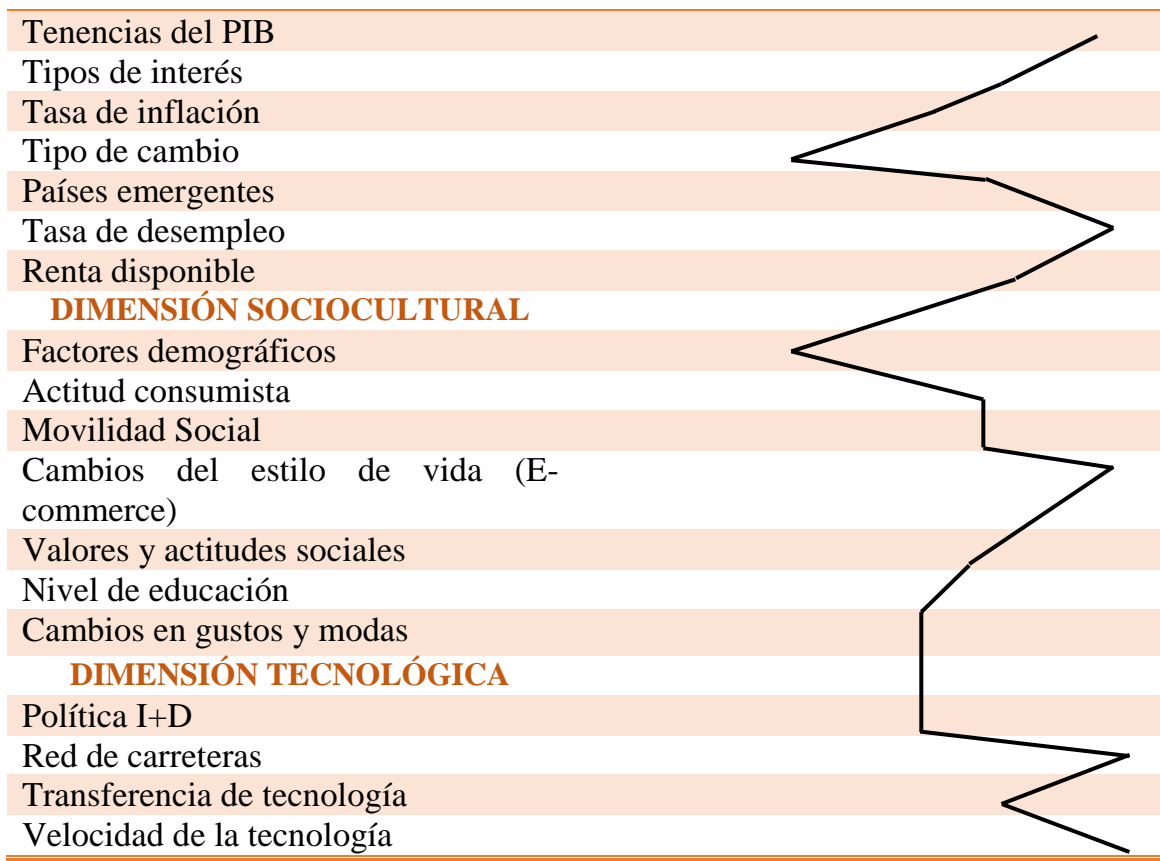 Tenencias del PIB
Tipos de interés
Tasa de inflación
Tipo de cambio
Países emergentes
Tasa de desempleo
Renta disponible
DIMENSIÓN SOCIOCULTURAL
Factores demográficos
Actitud consumista
Movilidad Social
Cambios del estilo de vida (E-
commerce)
Valores y actitudes sociales
Nivel de educación
Cambios en gustos y modas
DIMENSIÓN TECNOLÓGICA
Política I+D
Red de carreteras
Transferencia de tecnología
Velocidad de la tecnología